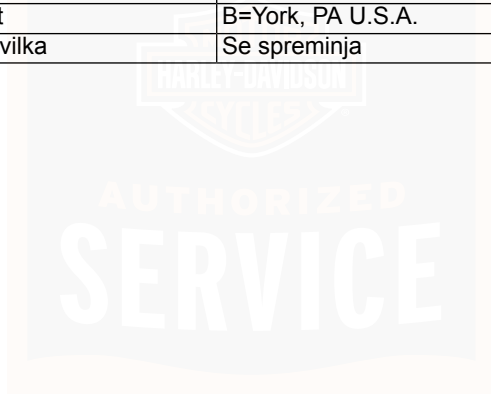 t B=York, PA U.S.A.
vilka Se spreminja
HARLEY-DAVIDSON
CYCLES
AUTHORIZED
SERVICE